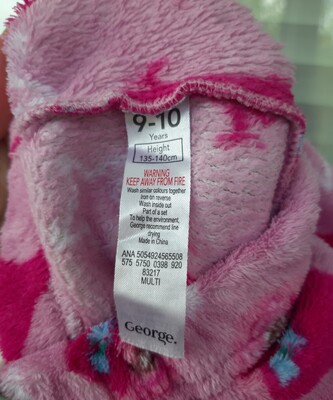 9-10
Years
Height
135-140cm
WARNING
KEEP AWAY FROM FIRE
Wash similar colours together
Iron on reverse
Wash inside out
Part of a set
To help the environment,
George recommend line
drying
Made in China
ANA 5054924565508
575 5750 0398 920
83217
MULTI
George.